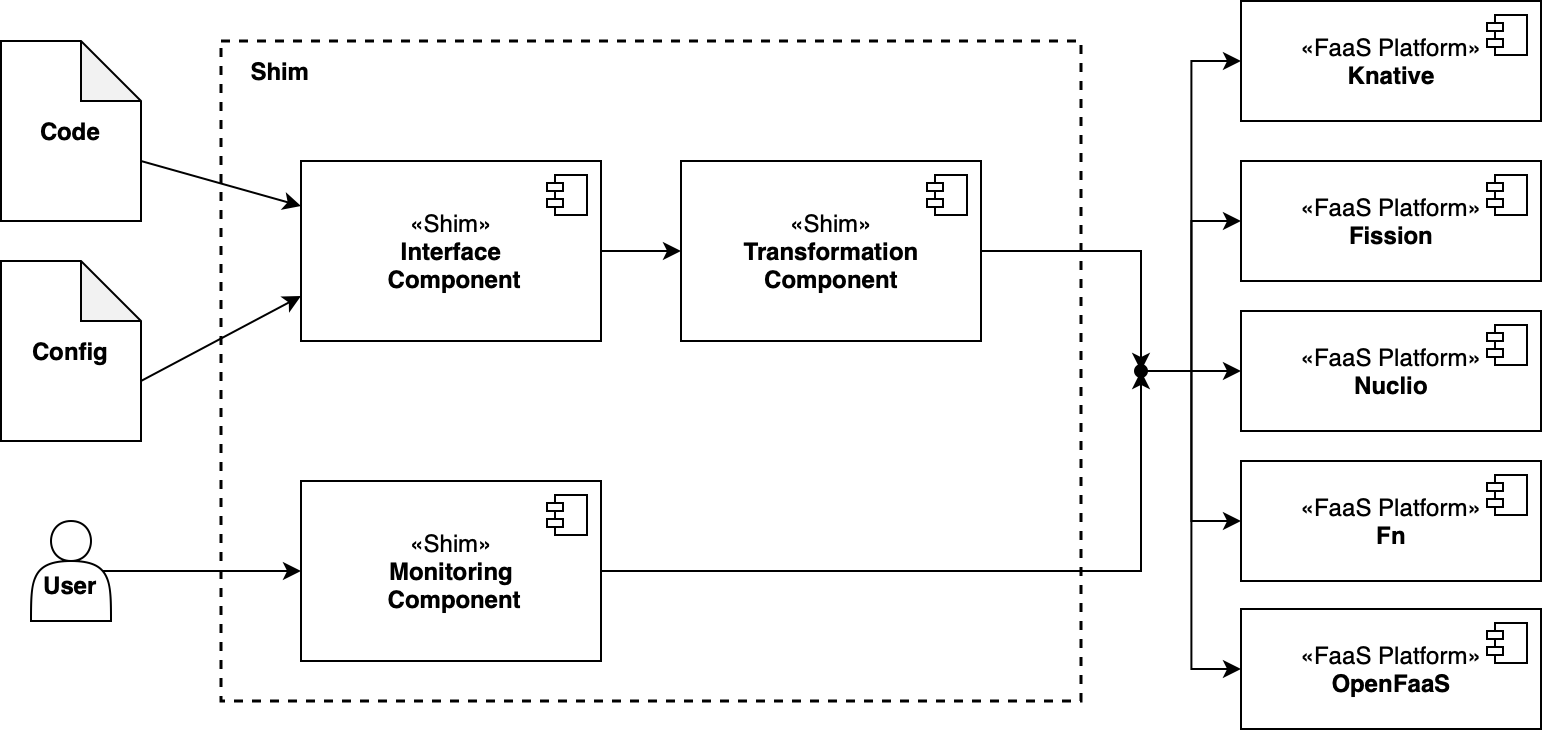 Shim
Code
Config
User
«Shim»
Interface
Component
«Shim»
Transformation
Component
«Shim»
Monitoring
Component
«FaaS Platform»
Knative
«FaaS Platform»
Fission
«FaaS Platform»
Nuclio
«FaaS Platform»
Fn
«FaaS Platform»
OpenFaaS